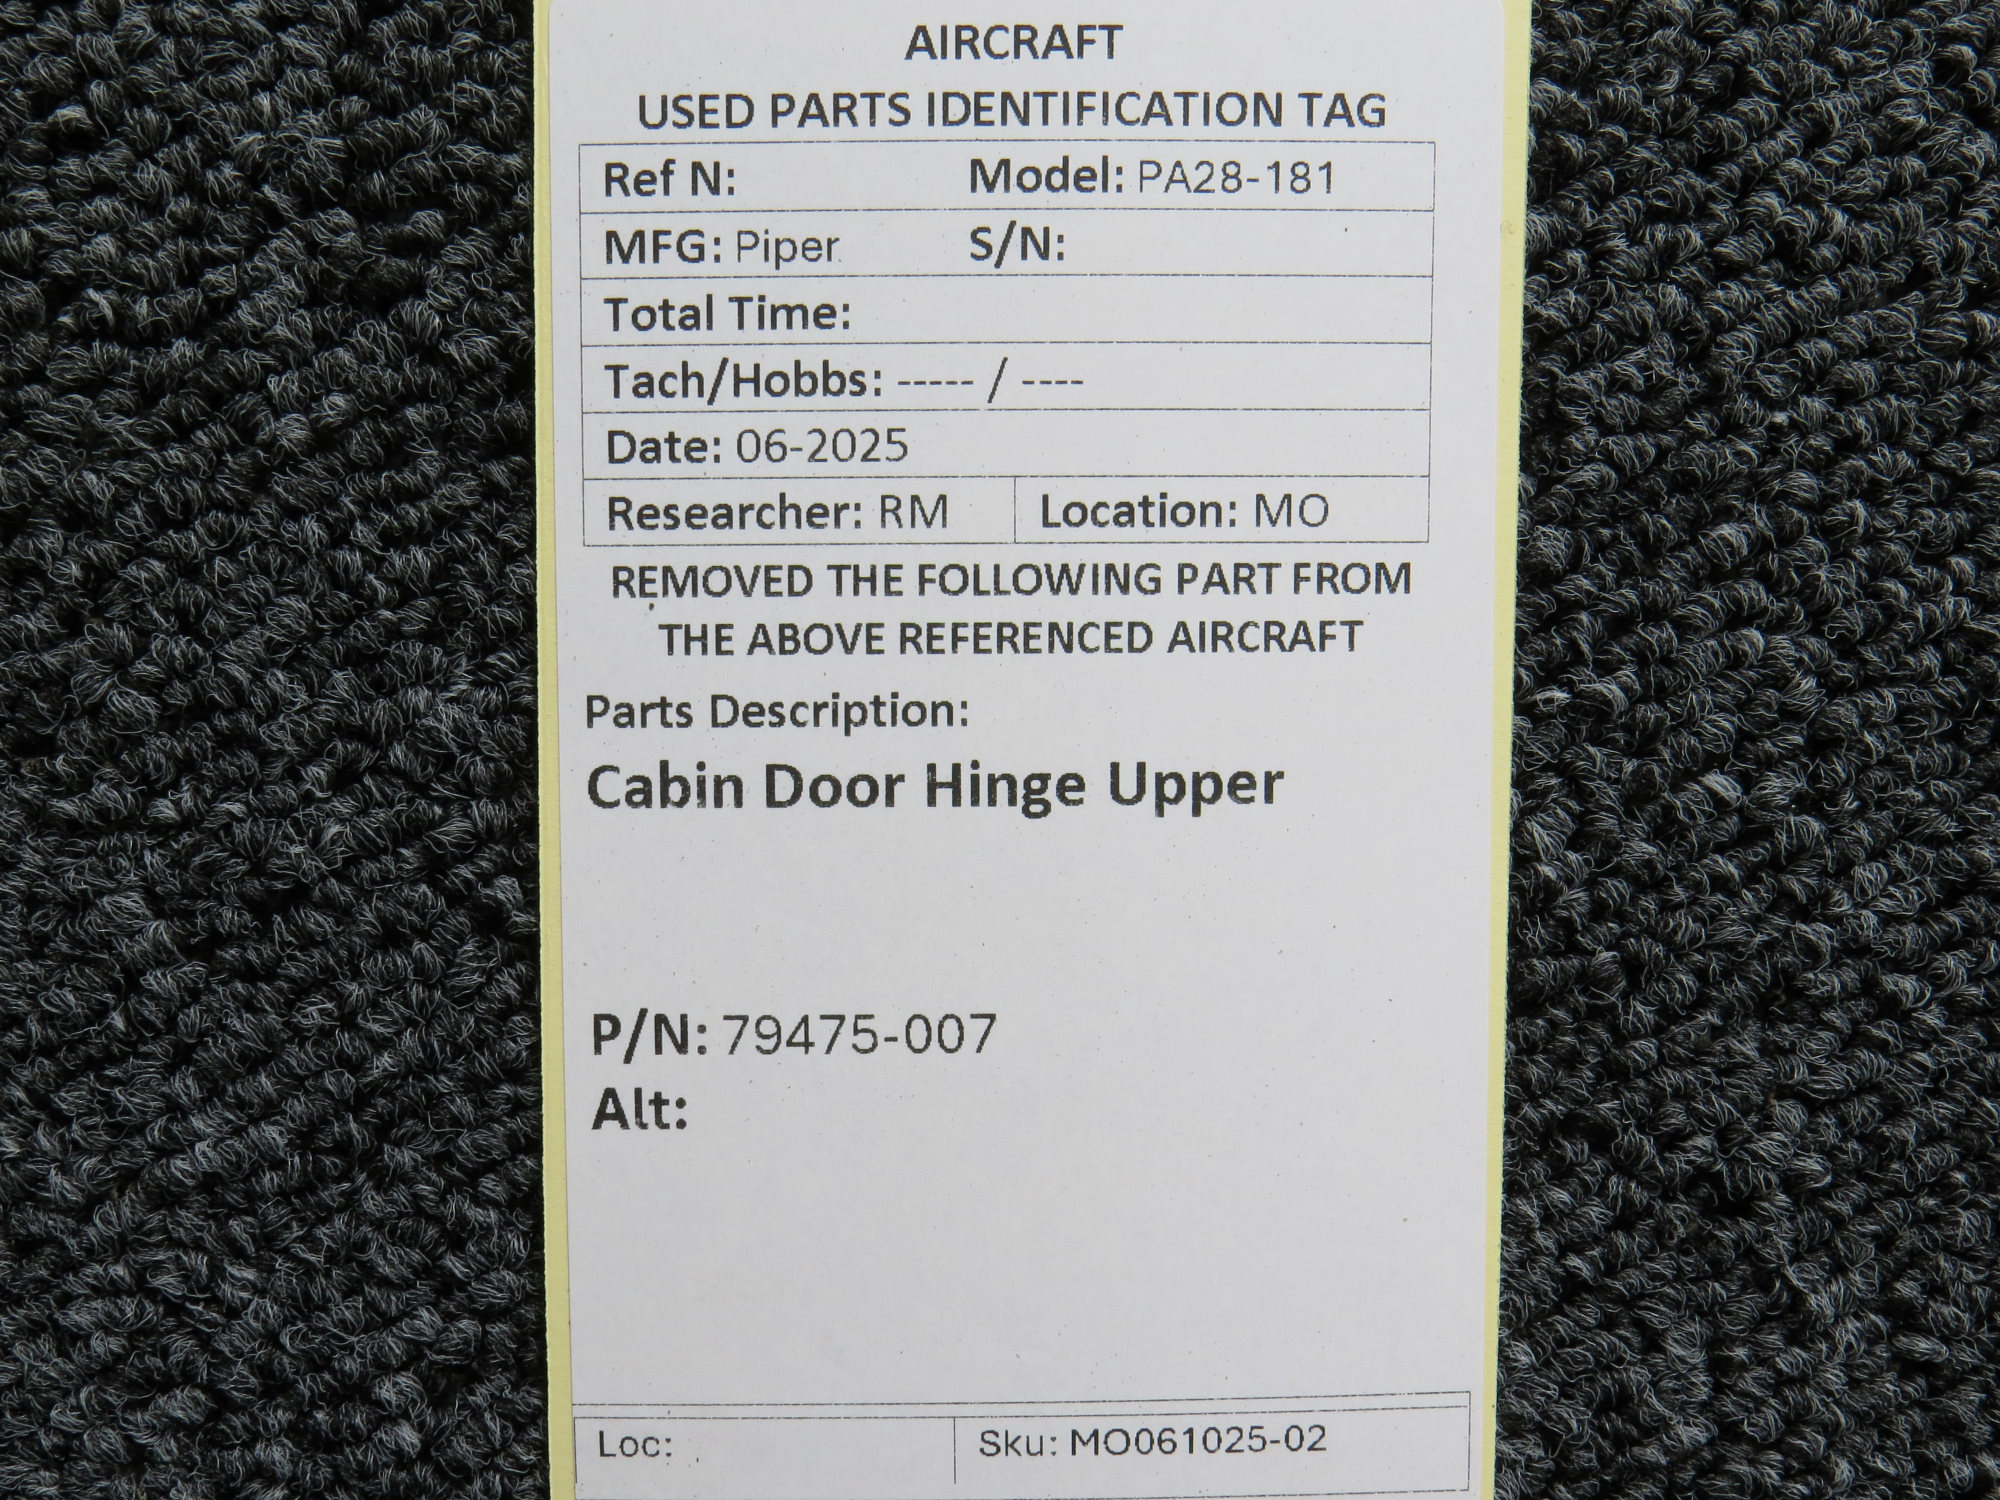 AIRCRAFT
USED PARTS IDENTIFICATION TAG
Ref N: Model: PA28-181
MFG: Piper S/N:
Total Time:
Tach/Hobbs: ----- / ----
Date: 06-2025
Researcher: RM Location: MO
REMOVED THE FOLLOWING PART FROM
THE ABOVE REFERENCED AIRCRAFT
Parts Description:
Cabin Door Hinge Upper
P/N: 79475-007
Alt:
Loc: Sku: MO061025-02